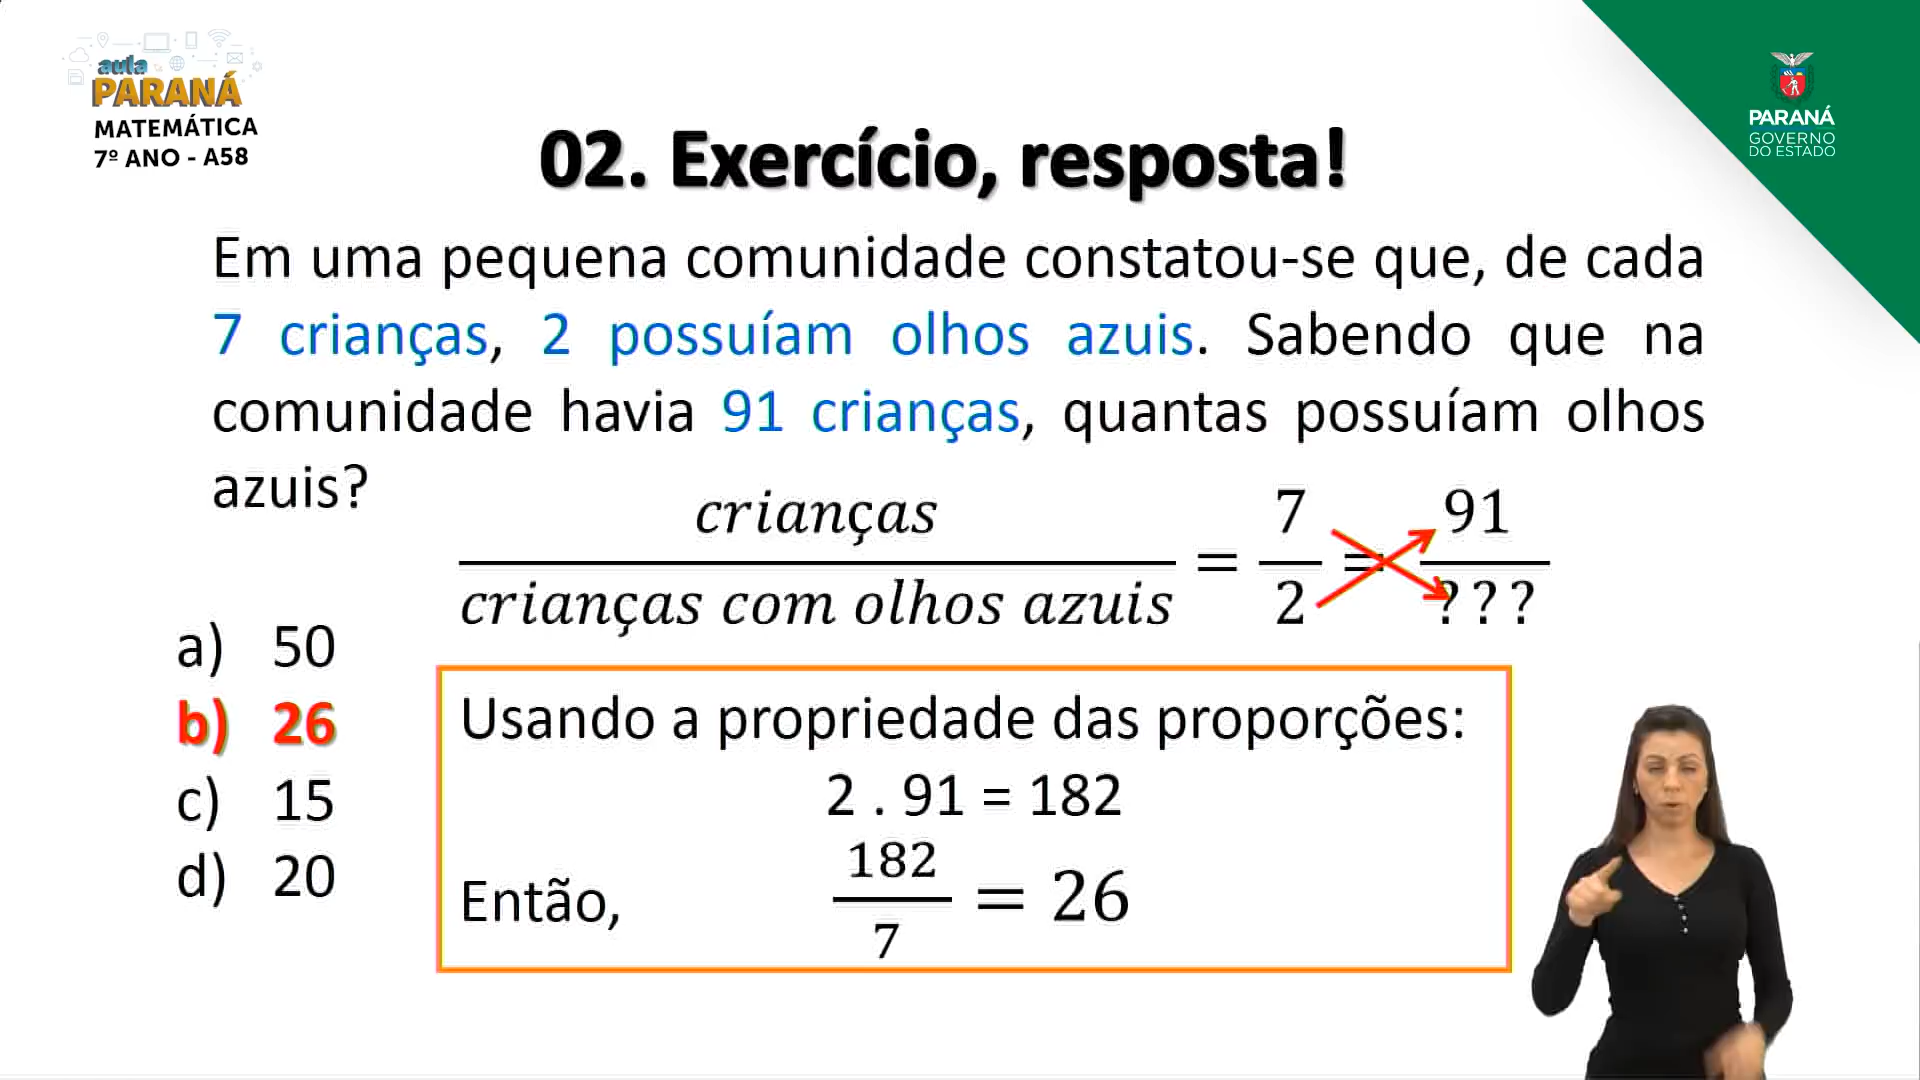 aula
PARANÁ
MATEMÁTICA
7º ANO - A58
PARANÁ
GOVERNO
DO ESTADO
02. Exercício, resposta!
Em uma pequena comunidade constatou-se que, de cada
7 crianças, 2 possuíam olhos azuis. Sabendo que na
comunidade havia 91 crianças, quantas possuíam olhos
azuis?
crianças / crianças com olhos azuis = 7/2 = 91/???
a) 50
b) 26
c) 15
d) 20
Usando a propriedade das proporções:
2 . 91 = 182
Então, 182/7 = 26